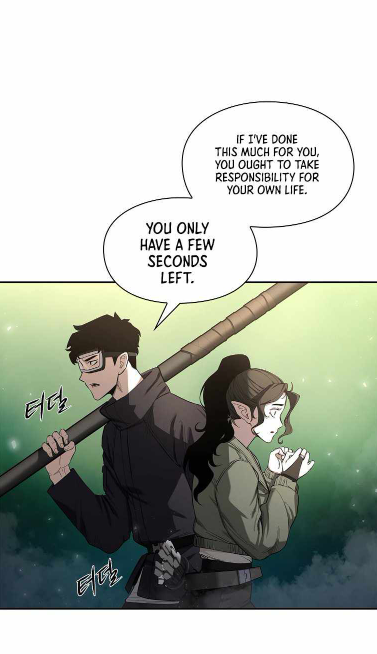 IF I'VE DONE
THIS MUCH FOR YOU,
YOU OUGHT TO TAKE
RESPONSIBILITY FOR
YOUR OWN LIFE.
YOU ONLY
HAVE A FEW
SECONDS
LEFT.
터덜
터덜